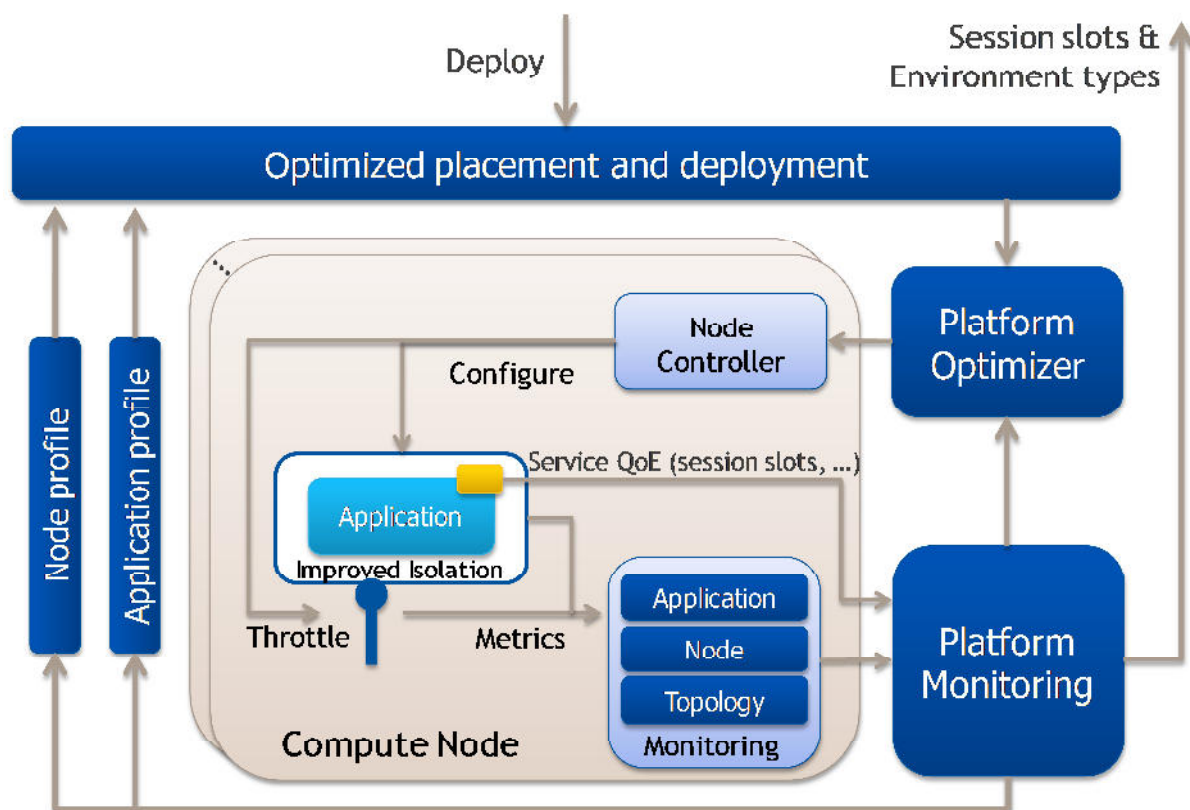 Deploy
Session slots &
Environment types
Optimized placement and deployment
Node profile
Application profile
Node
Controller
Platform
Optimizer
Configure
Service QoE (session slots, ...)
Application
Improved Isolation
Throttle
Metrics
Application
Node
Topology
Monitoring
Platform
Monitoring
Compute Node